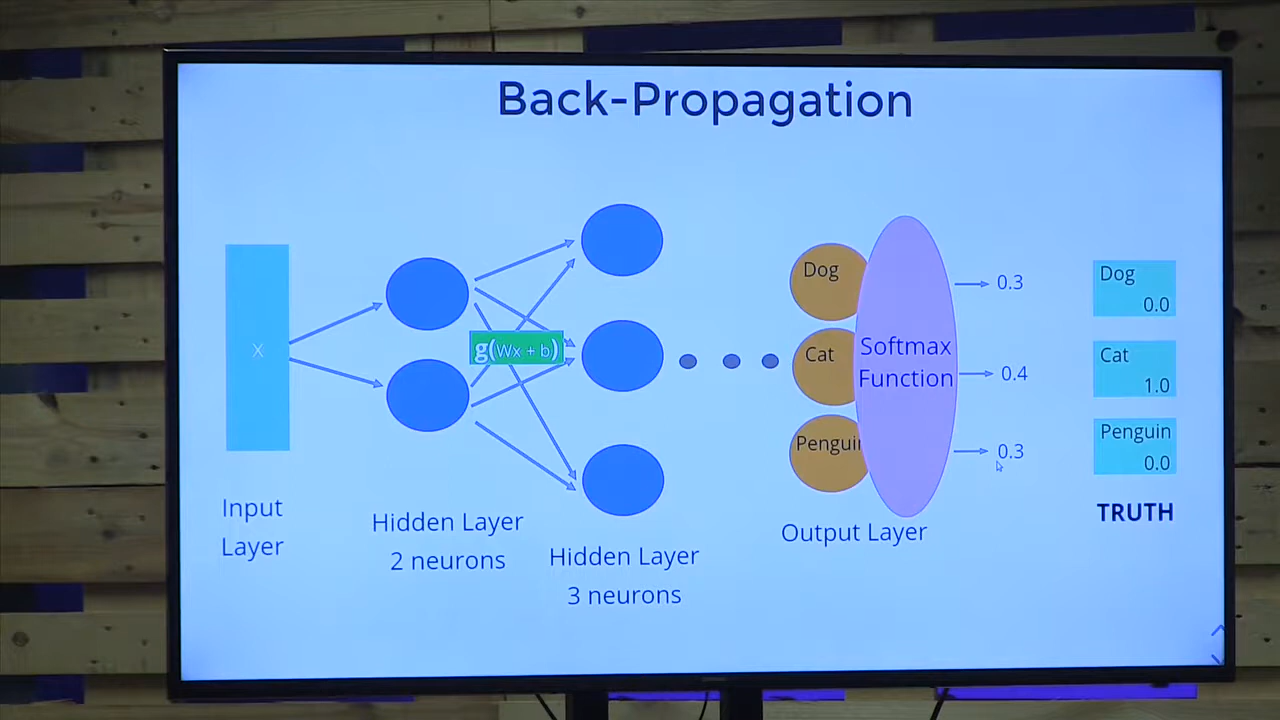 Back-Propagation
X
g(Wx + b)
Dog
Cat
Penguin
Softmax
Function
0.3
0.4
0.3
Dog
0.0
Cat
1.0
Penguin
0.0
TRUTH
Input
Layer
Hidden Layer
2 neurons
Hidden Layer
3 neurons
Output Layer